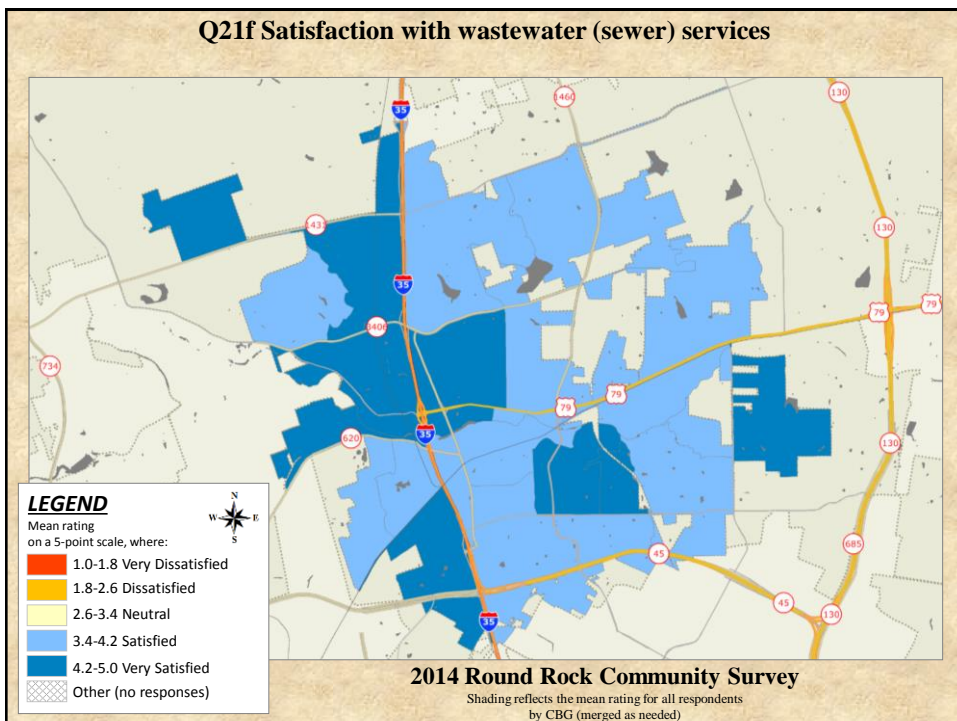 Q21f Satisfaction with wastewater (sewer) services
35
1460
130
1431
130
35
79
79
3406
734
79
79
35
620
130
LEGEND
Mean rating
on a 5-point scale, where:
1.0-1.8 Very Dissatisfied
1.8-2.6 Dissatisfied
2.6-3.4 Neutral
3.4-4.2 Satisfied
4.2-5.0 Very Satisfied
Other (no responses)
N
W E
S
45
685
45
130
35
2014 Round Rock Community Survey
Shading reflects the mean rating for all respondents
by CBG (merged as needed)